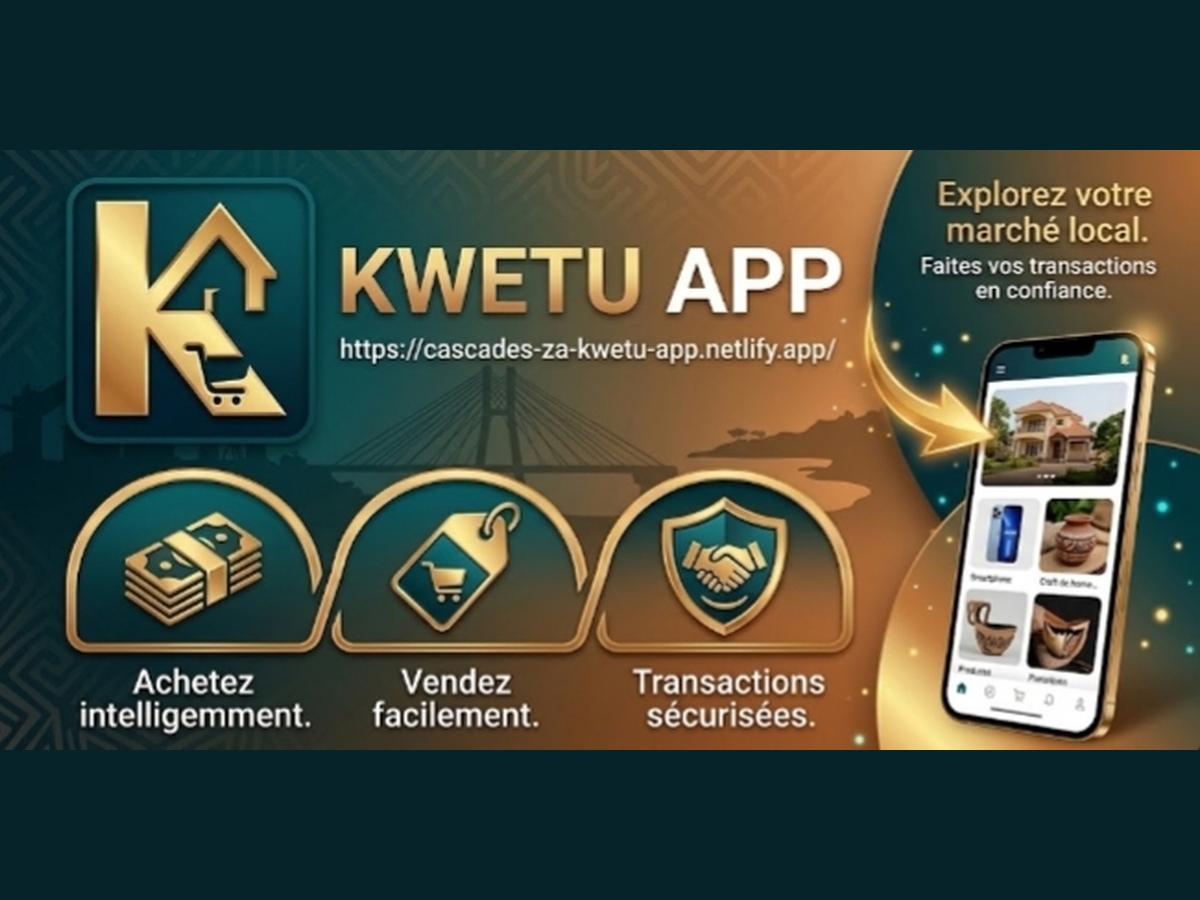 KWETU APP
https://cascades-za-kwetu-app.netlify.app/
Achetez
intelligemment.
Vendez
facilement.
Transactions
sécurisées.
Explorez votre
marché local.
Faites vos transactions
en confiance.
Smartphone